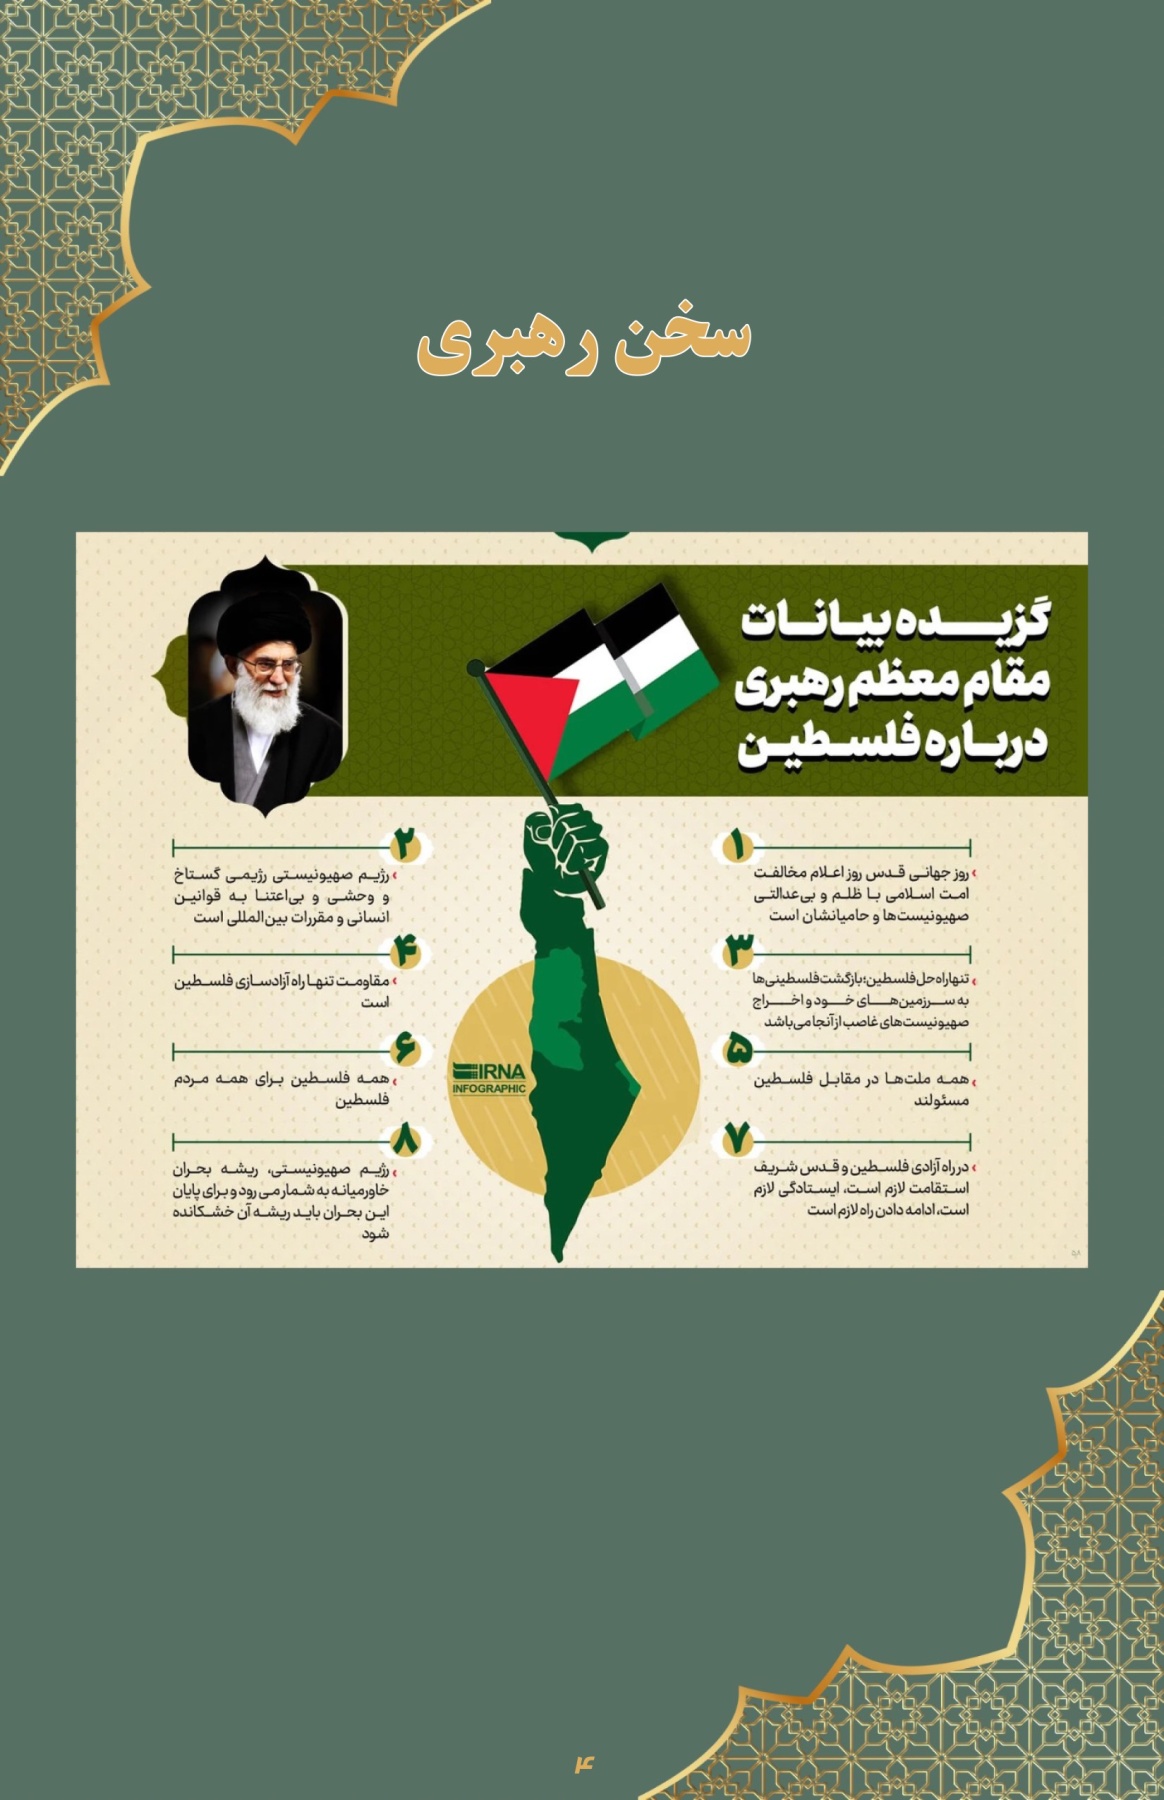 سخن رهبری
گزیده بیانات
مقام معظم رهبری
درباره فلسطین
۱
روز جهانی قدس روز اعلام مخالفت
امت اسلامی با ظلم و بی‌عدالتی
صهیونیست‌ها و حامیانشان است
۲
رژیم صهیونیستی رژیمی گستاخ
و وحشی و بی‌اعتنا به قوانین
انسانی و مقررات بین‌المللی است
۳
تنها راه حل فلسطین؛ بازگشت فلسطینی‌ها
به سرزمین‌های خود و اخراج
صهیونیست‌های غاصب از آنجا می‌باشد
۴
مقاومت تنها راه آزادسازی فلسطین
است
۵
همه ملت‌ها در مقابل فلسطین
مسئولند
۶
همه فلسطین برای همه مردم
فلسطین
۷
در راه آزادی فلسطین و قدس شریف
استقامت لازم است، ایستادگی لازم
است، ادامه دادن راه لازم است
۸
رژیم صهیونیستی، ریشه بحران
خاورمیانه به شمار می رود و برای پایان
این بحران باید ریشه آن خشکانده
شود
IRNA
INFOGRAPHIC
۴